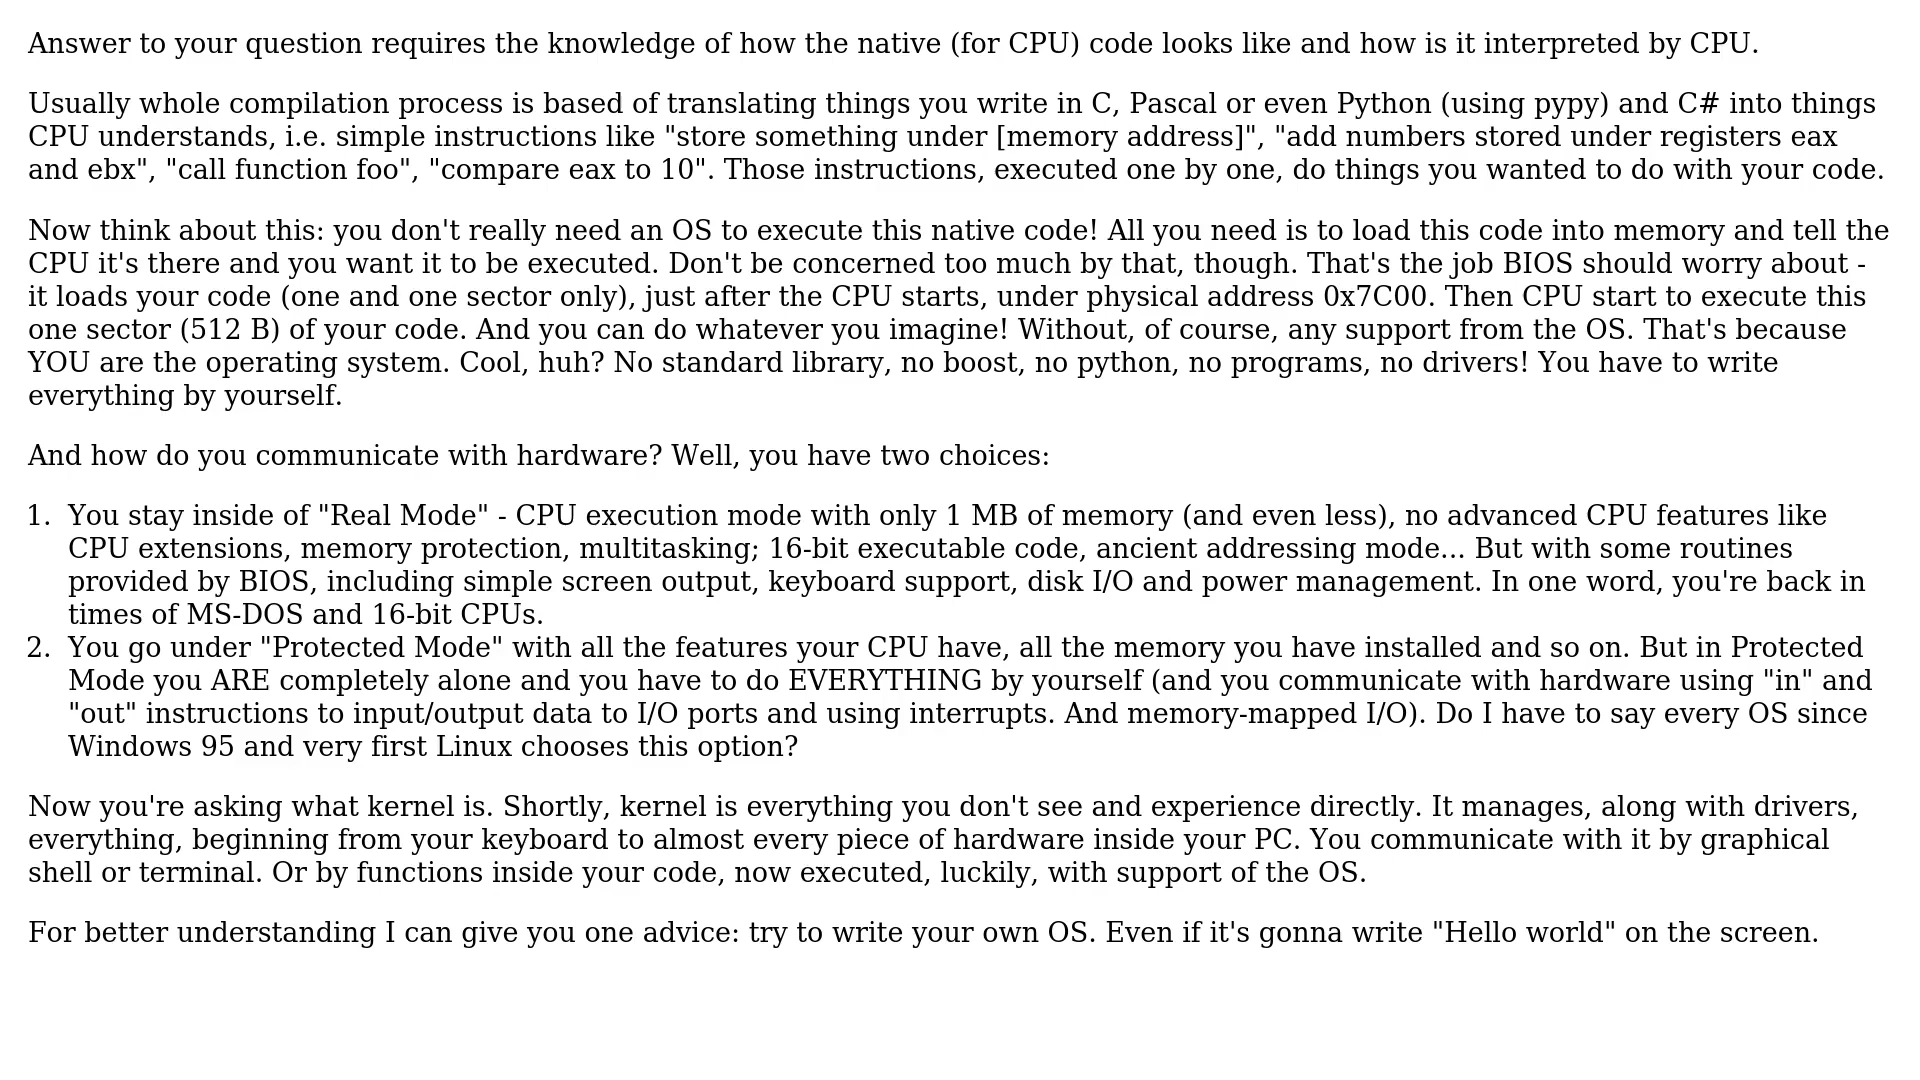 Answer to your question requires the knowledge of how the native (for CPU) code looks like and how is it interpreted by CPU.
Usually whole compilation process is based of translating things you write in C, Pascal or even Python (using pypy) and C# into things
CPU understands, i.e. simple instructions like "store something under [memory address]", "add numbers stored under registers eax
and ebx", "call function foo", "compare eax to 10". Those instructions, executed one by one, do things you wanted to do with your code.
Now think about this: you don't really need an OS to execute this native code! All you need is to load this code into memory and tell the
CPU it's there and you want it to be executed. Don't be concerned too much by that, though. That's the job BIOS should worry about -
it loads your code (one and one sector only), just after the CPU starts, under physical address 0x7C00. Then CPU start to execute this
one sector (512 B) of your code. And you can do whatever you imagine! Without, of course, any support from the OS. That's because
YOU are the operating system. Cool, huh? No standard library, no boost, no python, no programs, no drivers! You have to write
everything by yourself.
And how do you communicate with hardware? Well, you have two choices:
1. You stay inside of "Real Mode" - CPU execution mode with only 1 MB of memory (and even less), no advanced CPU features like
CPU extensions, memory protection, multitasking; 16-bit executable code, ancient addressing mode... But with some routines
provided by BIOS, including simple screen output, keyboard support, disk I/O and power management. In one word, you're back in
times of MS-DOS and 16-bit CPUs.
2. You go under "Protected Mode" with all the features your CPU have, all the memory you have installed and so on. But in Protected
Mode you ARE completely alone and you have to do EVERYTHING by yourself (and you communicate with hardware using "in" and
"out" instructions to input/output data to I/O ports and using interrupts. And memory-mapped I/O). Do I have to say every OS since
Windows 95 and very first Linux chooses this option?
Now you're asking what kernel is. Shortly, kernel is everything you don't see and experience directly. It manages, along with drivers,
everything, beginning from your keyboard to almost every piece of hardware inside your PC. You communicate with it by graphical
shell or terminal. Or by functions inside your code, now executed, luckily, with support of the OS.
For better understanding I can give you one advice: try to write your own OS. Even if it's gonna write "Hello world" on the screen.